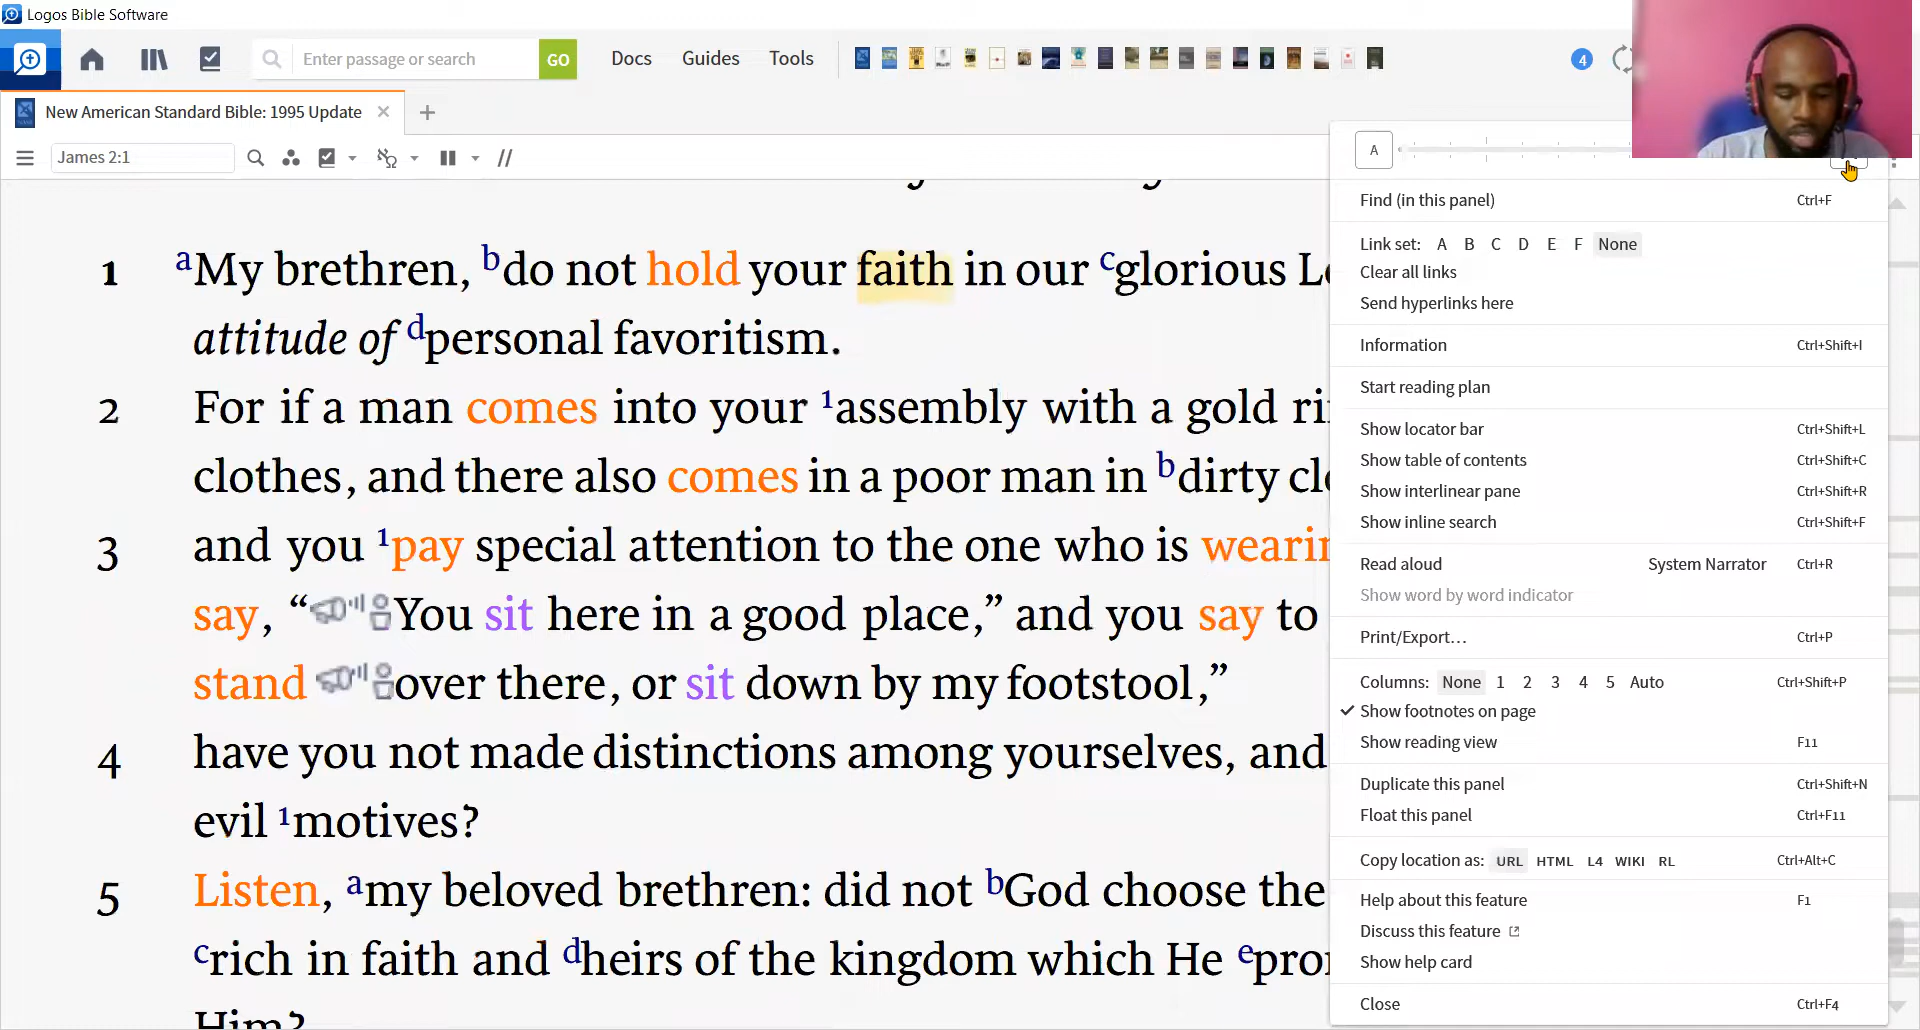 Logos Bible Software
Enter passage or search
GO
Docs
Guides
Tools
4
New American Standard Bible: 1995 Update
James 2:1
1 aMy brethren, bdo not hold your faith in our cglorious
attitude of dpersonal favoritism.
2 For if a man comes into your 1assembly with a gold
clothes, and there also comes in a poor man in bdirty
3 and you 1pay special attention to the one who is
say, “You sit here in a good place,” and you say to
stand over there, or sit down by my footstool,”
4 have you not made distinctions among yourselves, and
evil 1motives?
5 Listen, amy beloved brethren: did not bGod choose the
crich in faith and dheirs of the kingdom which He
Him?
A
Find (in this panel) Ctrl+F
Link set: A B C D E F None
Clear all links
Send hyperlinks here
Information Ctrl+Shift+I
Start reading plan
Show locator bar Ctrl+Shift+L
Show table of contents Ctrl+Shift+C
Show interlinear pane Ctrl+Shift+R
Show inline search Ctrl+Shift+F
Read aloud System Narrator Ctrl+R
Show word by word indicator
Print/Export… Ctrl+P
Columns: None 1 2 3 4 5 Auto Ctrl+Shift+P
Show footnotes on page
Show reading view F11
Duplicate this panel Ctrl+Shift+N
Float this panel Ctrl+F11
Copy location as: URL HTML L4 WIKI RL Ctrl+Alt+C
Help about this feature F1
Discuss this feature
Show help card
Close Ctrl+F4